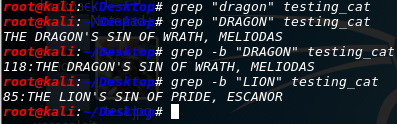 root@kali:~/Desktop# grep "dragon" testing_cat
root@kali:~/Desktop# grep "DRAGON" testing_cat
THE DRAGON'S SIN OF WRATH, MELIODAS
root@kali:~/Desktop# grep -b "DRAGON" testing_cat
118:THE DRAGON'S SIN OF WRATH, MELIODAS
root@kali:~/Desktop# grep -b "LION" testing_cat
85:THE LION'S SIN OF PRIDE, ESCANOR
root@kali:~/Desktop#